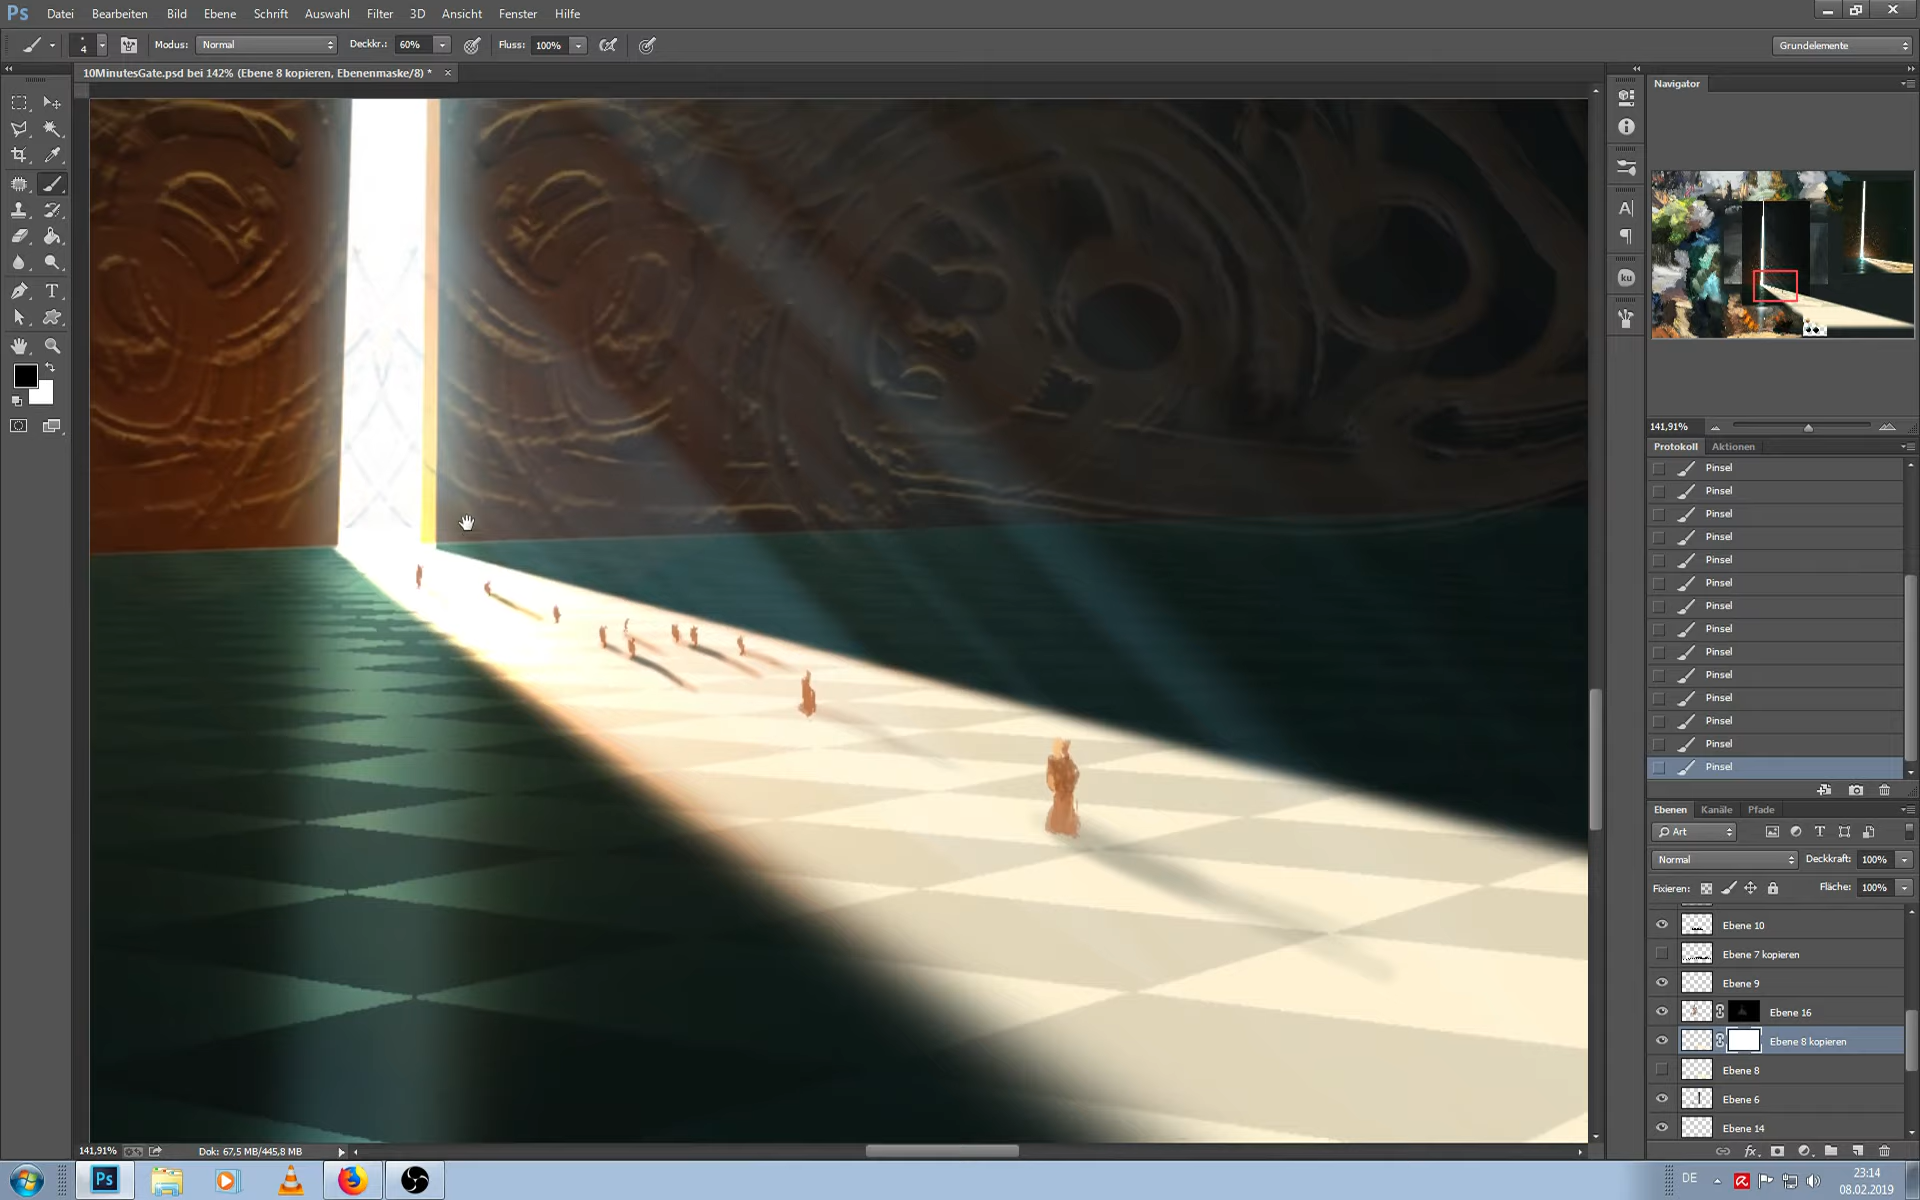 Ps Datei Bearbeiten Bild Ebene Schrift Auswahl Filter 3D Ansicht Fenster Hilfe
4 Modus: Normal Deckkr.: 60% Fluss: 100% Grundelemente
10MinutesGate.psd bei 142% (Ebene 8 kopieren, Ebenenmaske/8) * ×
Navigator
141,91%
Protokoll Aktionen
Pinsel
Pinsel
Pinsel
Pinsel
Pinsel
Pinsel
Pinsel
Pinsel
Pinsel
Pinsel
Pinsel
Pinsel
Pinsel
Pinsel
Ebenen Kanäle Pfade
Art
Normal Deckkraft: 100%
Fixieren: Fläche: 100%
Ebene 10
Ebene 7 kopieren
Ebene 9
Ebene 16
Ebene 8 kopieren
Ebene 8
Ebene 6
Ebene 14
ku
141,91% Dok: 67,5 MB/445,8 MB
Ps DE 23:14
08.02.2019